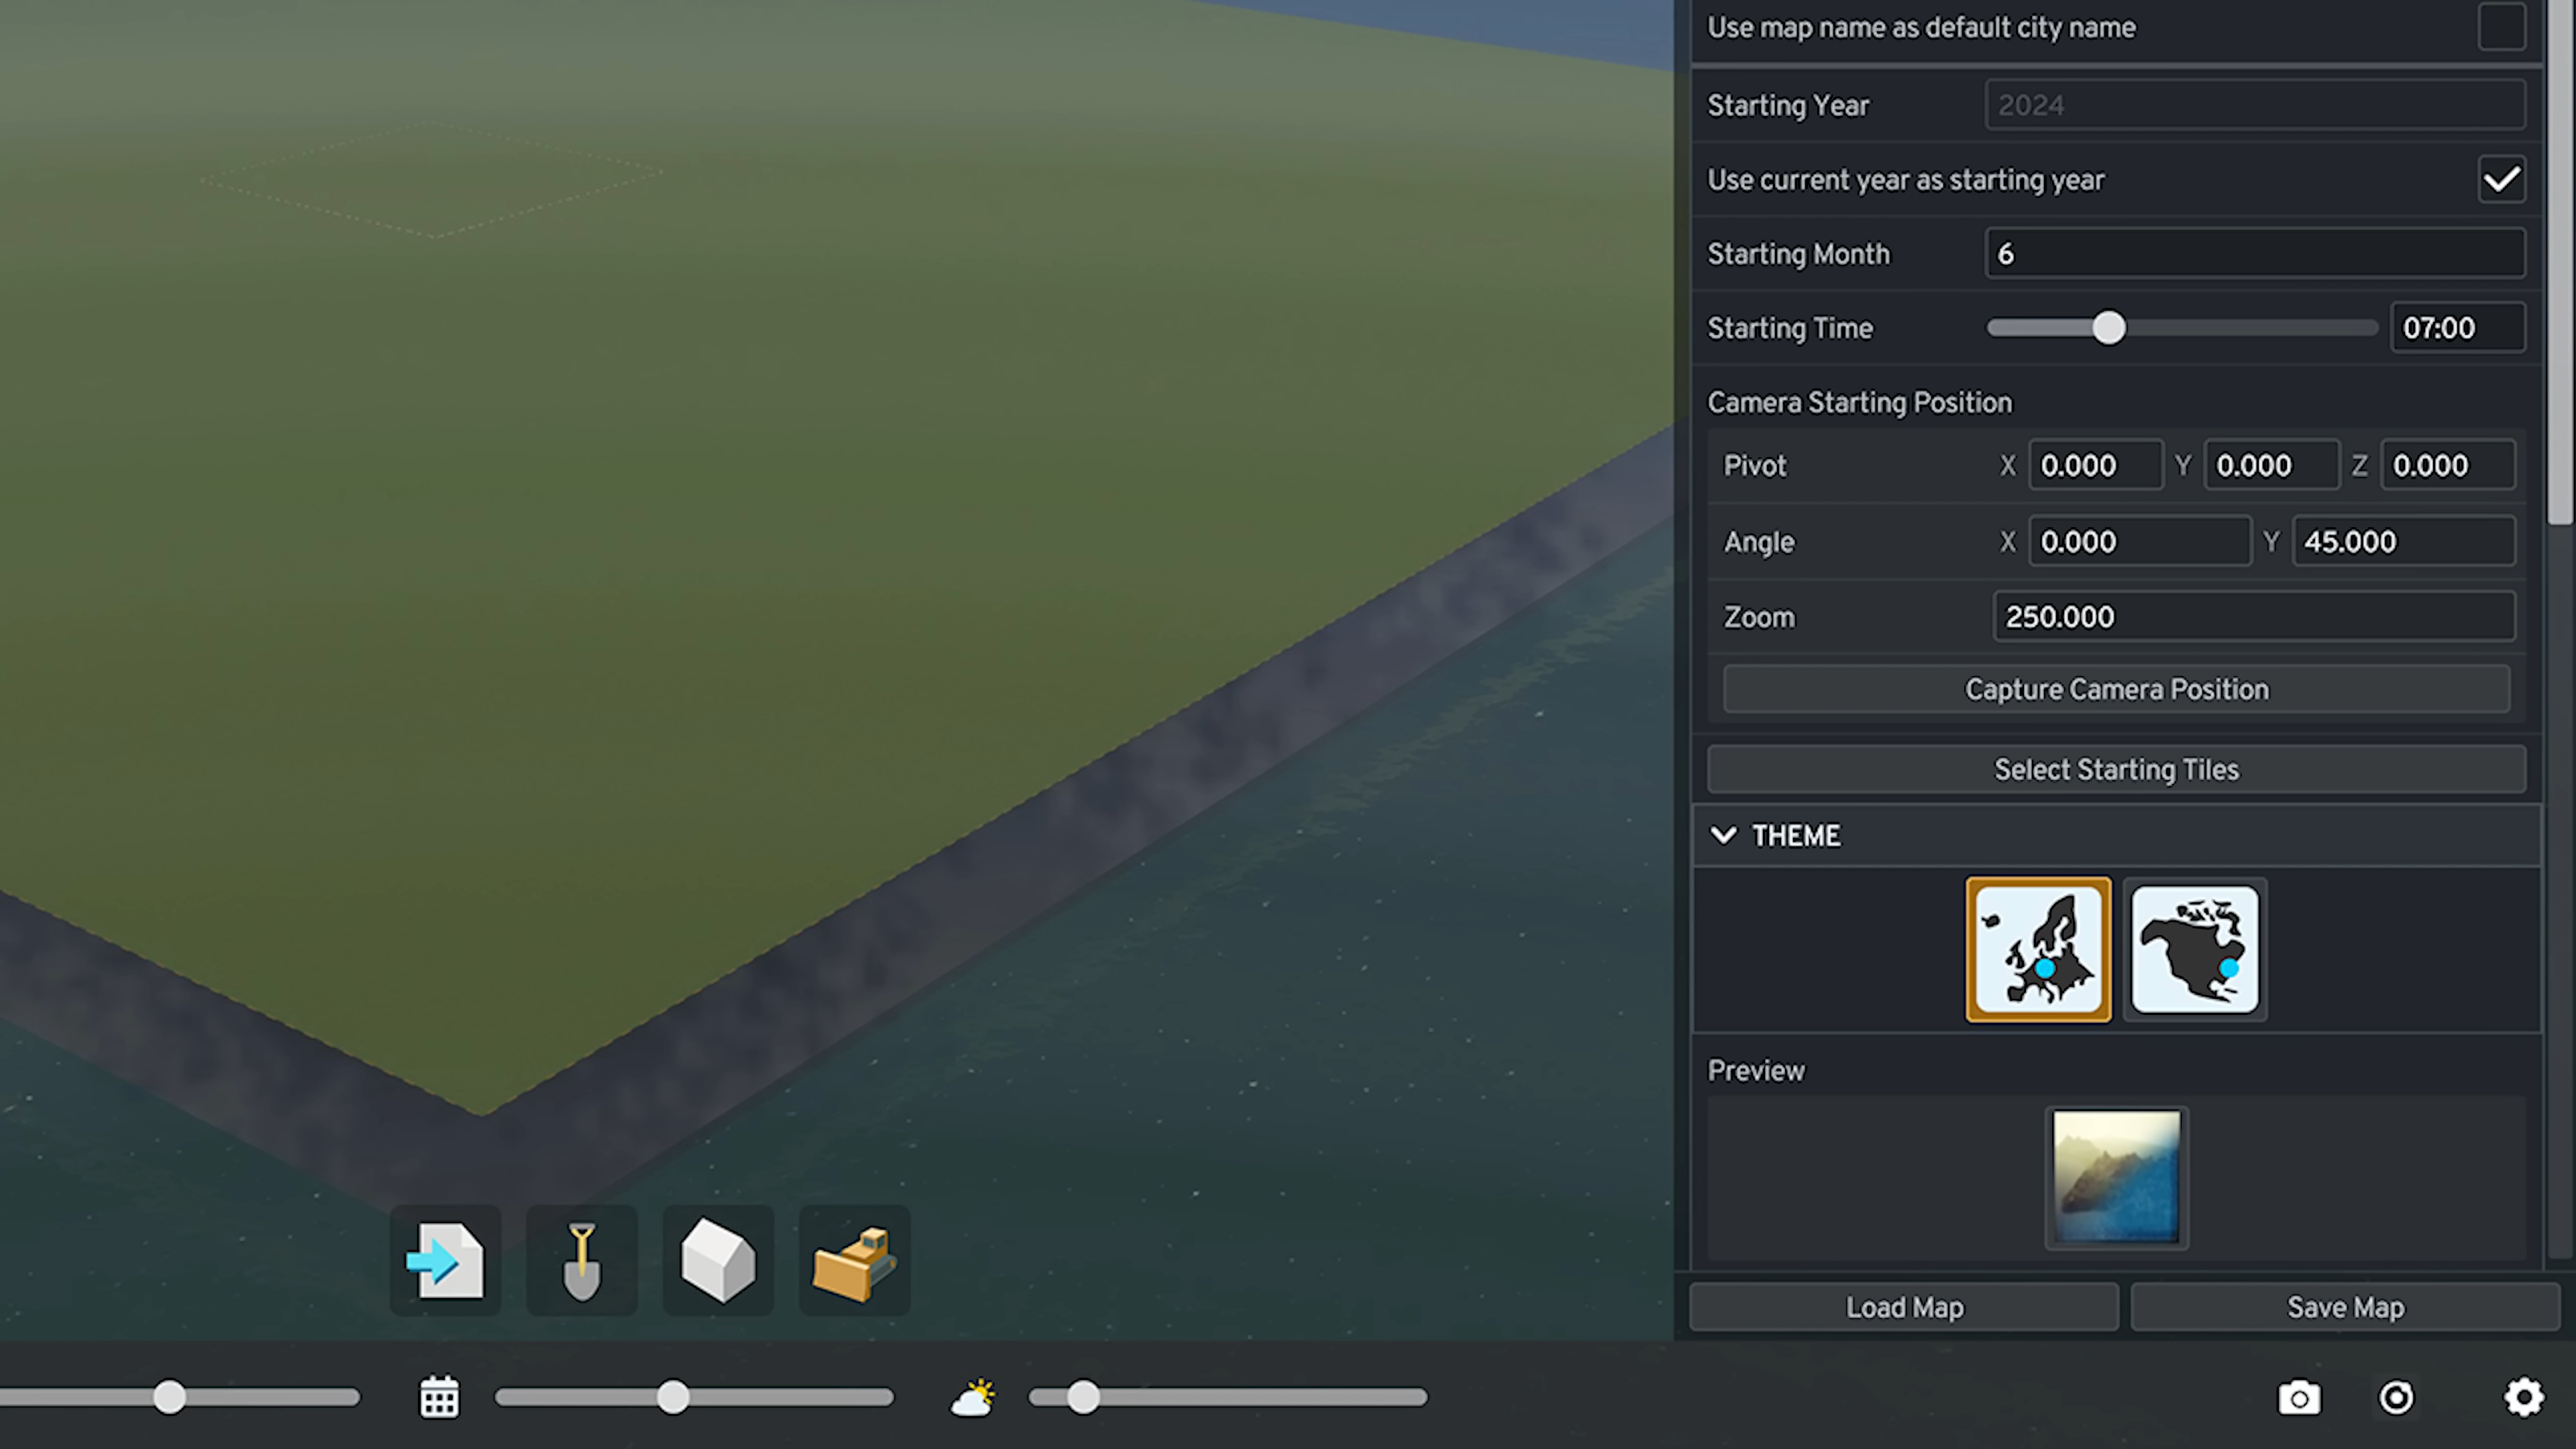 Use map name as default city name
Starting Year 2024
Use current year as starting year
Starting Month 6
Starting Time 07:00
Camera Starting Position
Pivot X 0.000 Y 0.000 Z 0.000
Angle X 0.000 Y 45.000
Zoom 250.000
Capture Camera Position
Select Starting Tiles
THEME
Preview
Load Map Save Map